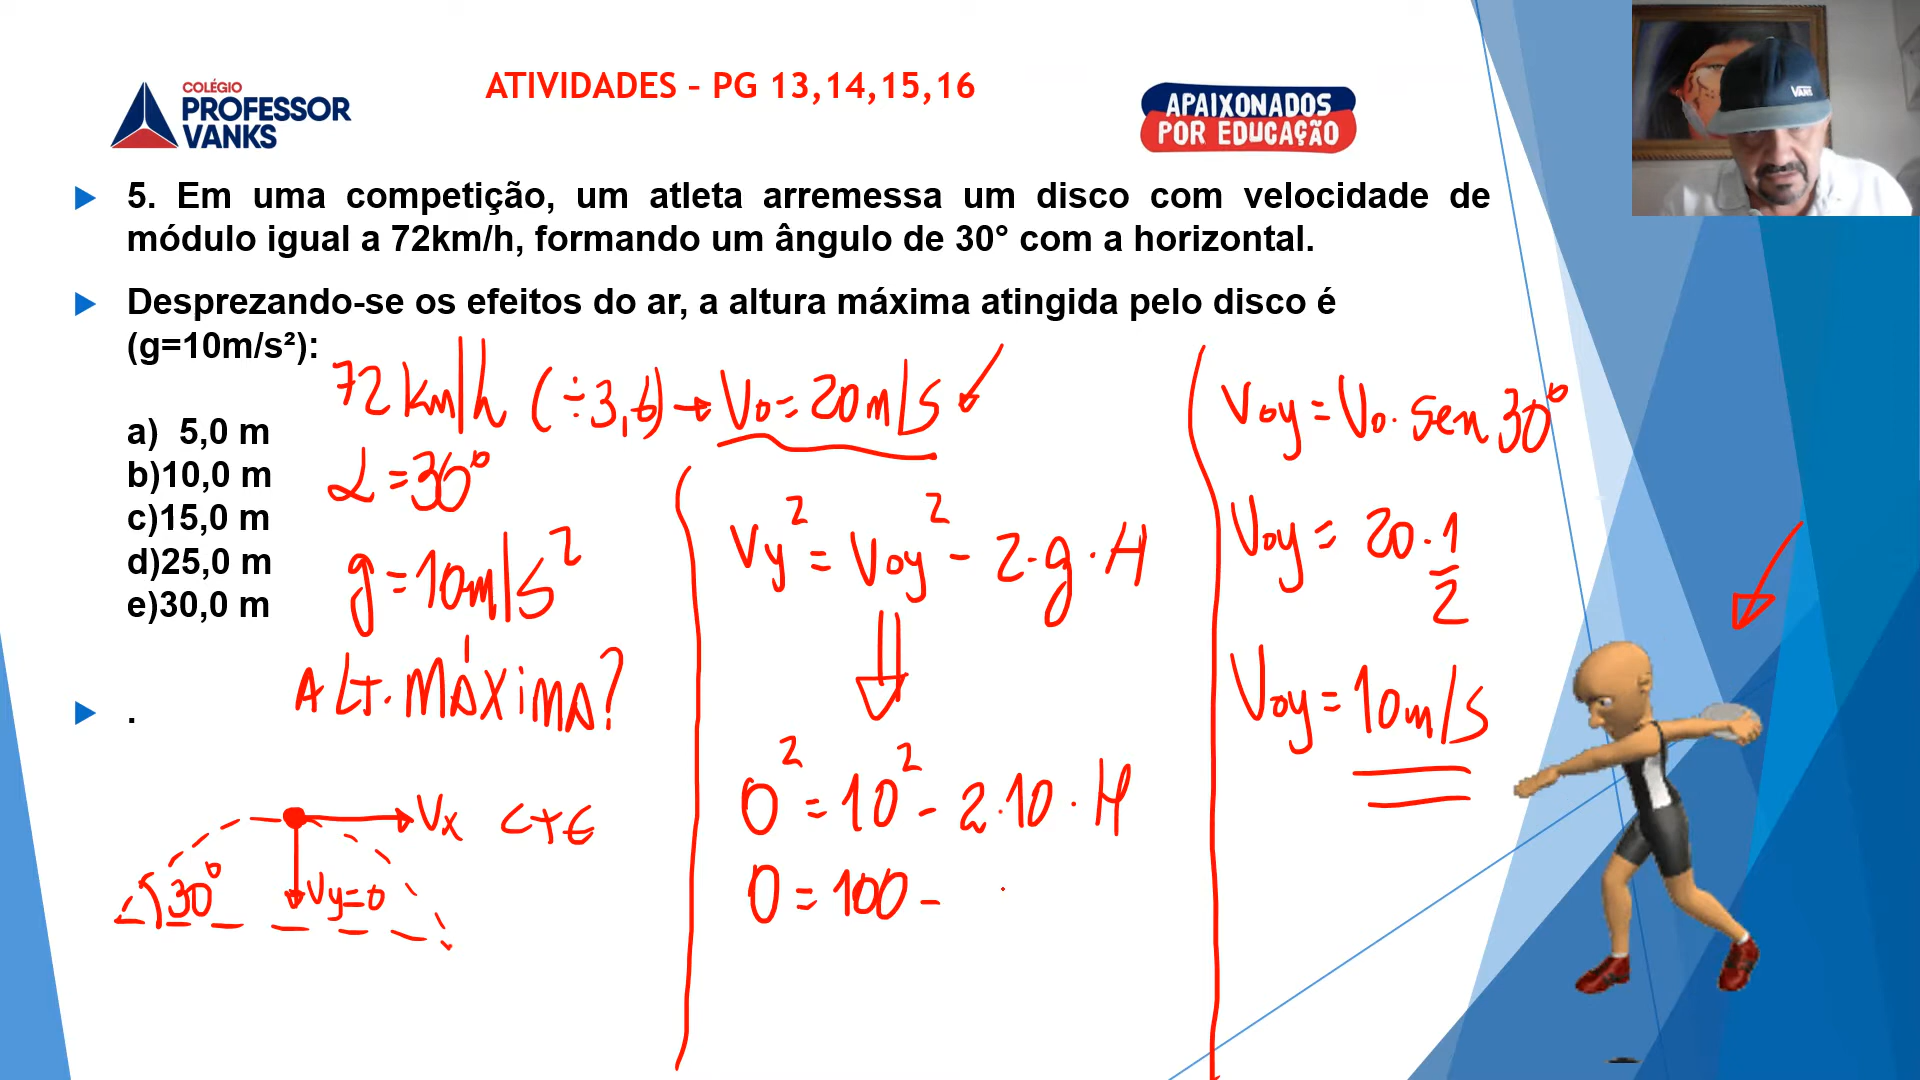 COLÉGIO
PROFESSOR
VANKS
ATIVIDADES – PG 13,14,15,16
APAIXONADOS
POR EDUCAÇÃO
VANS
5. Em uma competição, um atleta arremessa um disco com velocidade de
módulo igual a 72km/h, formando um ângulo de 30° com a horizontal.
Desprezando-se os efeitos do ar, a altura máxima atingida pelo disco é
(g=10m/s²):
a) 5,0 m
b)10,0 m
c)15,0 m
d)25,0 m
e)30,0 m
.
72 km/h (÷3,6) → Vo = 20 m/s
α = 30°
g = 10 m/s²
ALT. MÁXIMA?
Vx CTE
30°
Vy=0
Vy² = Voy² - 2·g·H
0² = 10² - 2·10·H
0 = 100 -
Voy = Vo · sen 30°
Voy = 20 · 1/2
Voy = 10 m/s